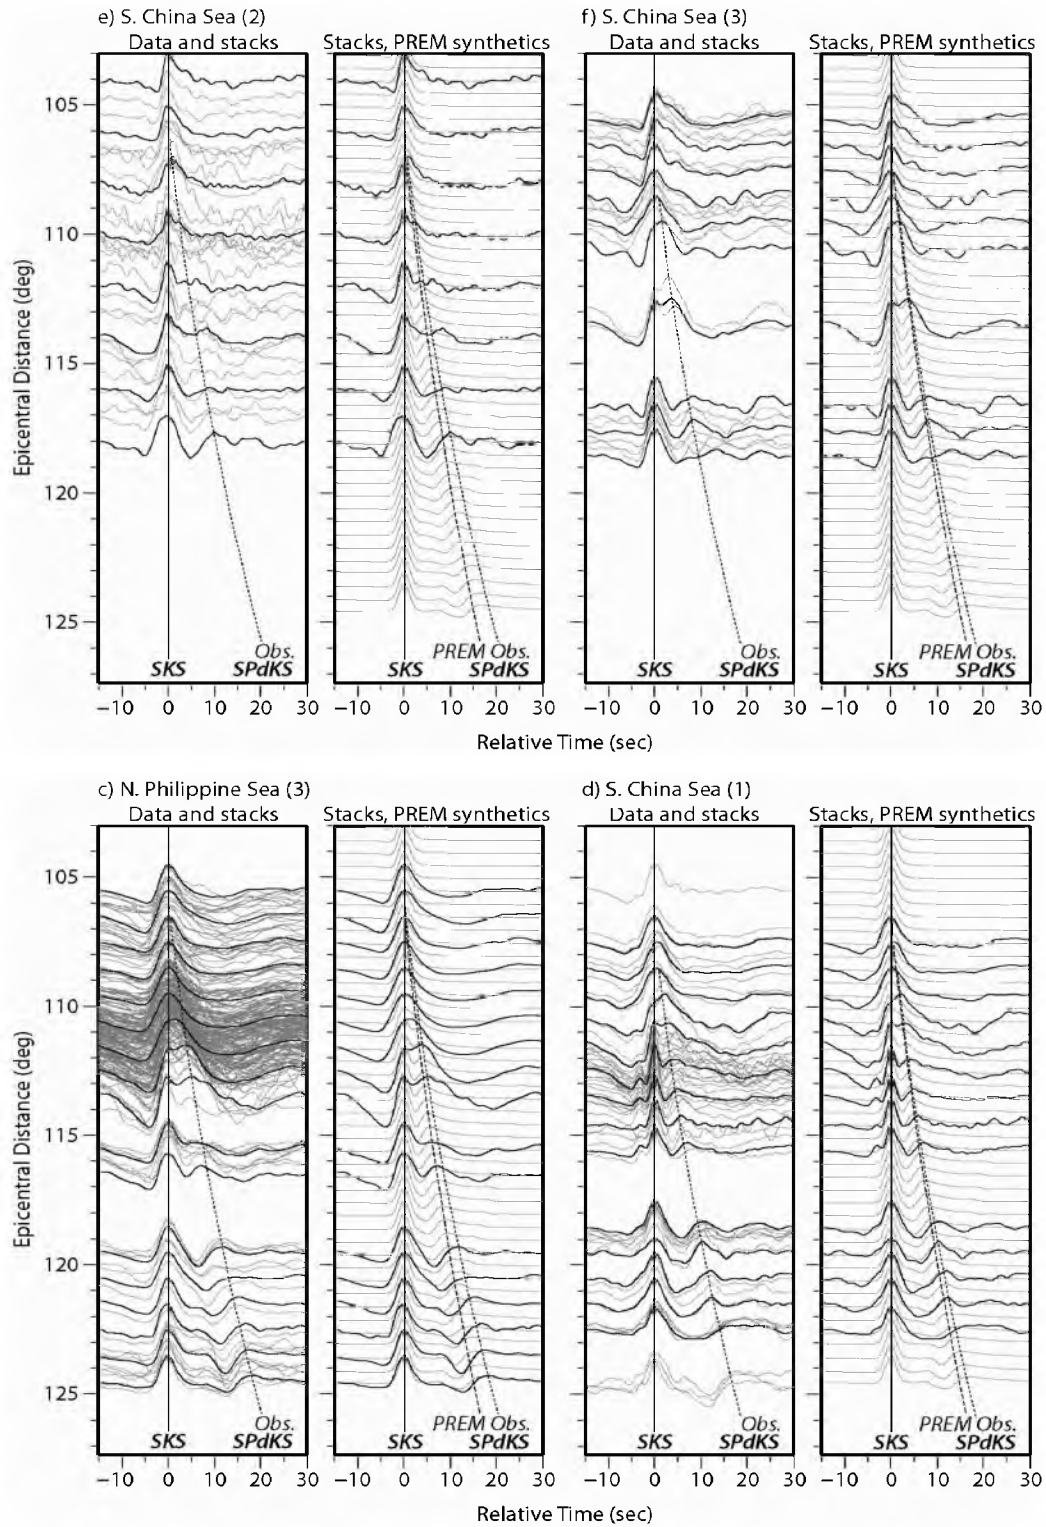 e) S. China Sea (2)
Data and stacks
Stacks, PREM synthetics
f) S. China Sea (3)
Data and stacks
Stacks, PREM synthetics
Epicentral Distance (deg)
105
110
115
120
125
Obs.
SKS
SPdKS
PREM Obs.
SKS
SPdKS
Obs.
SKS
SPdKS
PREM Obs.
SKS
SPdKS
−10 0 10 20 30
0 10 20 30
−10 0 10 20 30
−10 0 10 20 30
Relative Time (sec)
c) N. Philippine Sea (3)
Data and stacks
Stacks, PREM synthetics
d) S. China Sea (1)
Data and stacks
Stacks, PREM synthetics
Epicentral Distance (deg)
105
110
115
120
125
Obs.
SKS
SPdKS
PREM Obs.
SKS
SPdKS
Obs.
SKS
SPdKS
PREM Obs.
SKS
SPdKS
−10 0 10 20 30
−10 0 10 20 30
−10 0 10 20 30
−10 0 10 20 30
Relative Time (sec)